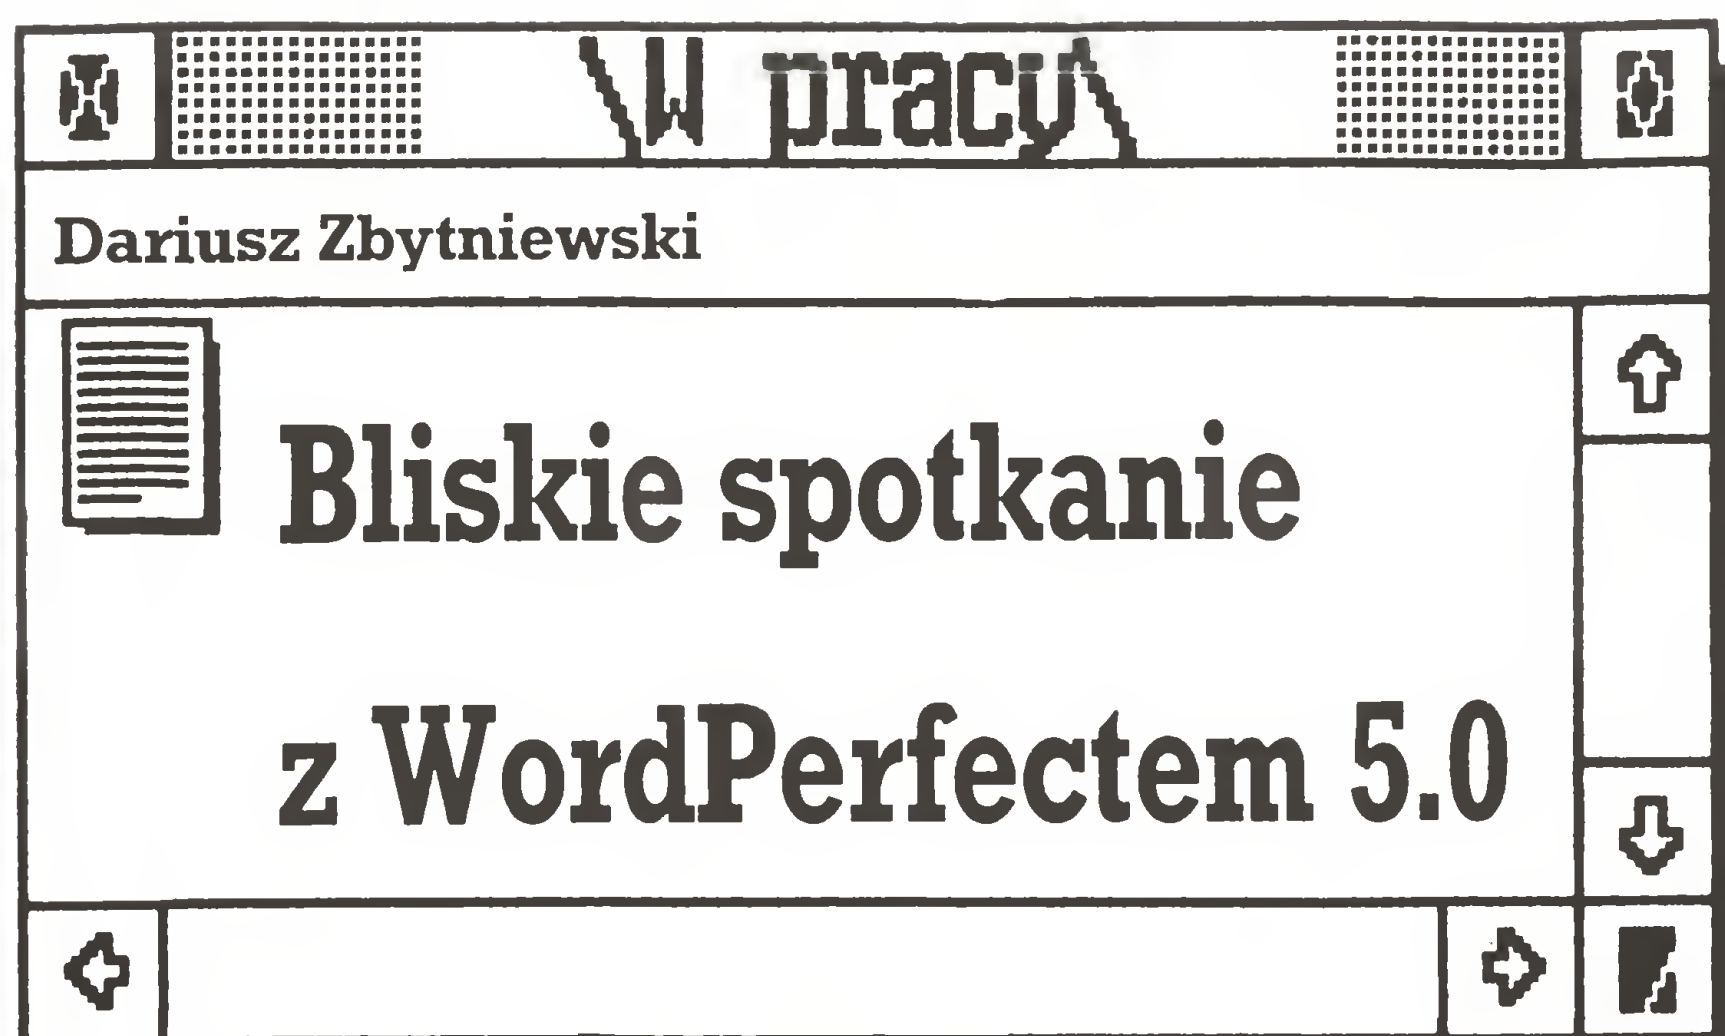 \W pracy\
Dariusz Zbytniewski
Bliskie spotkanie
z WordPerfectem 5.0